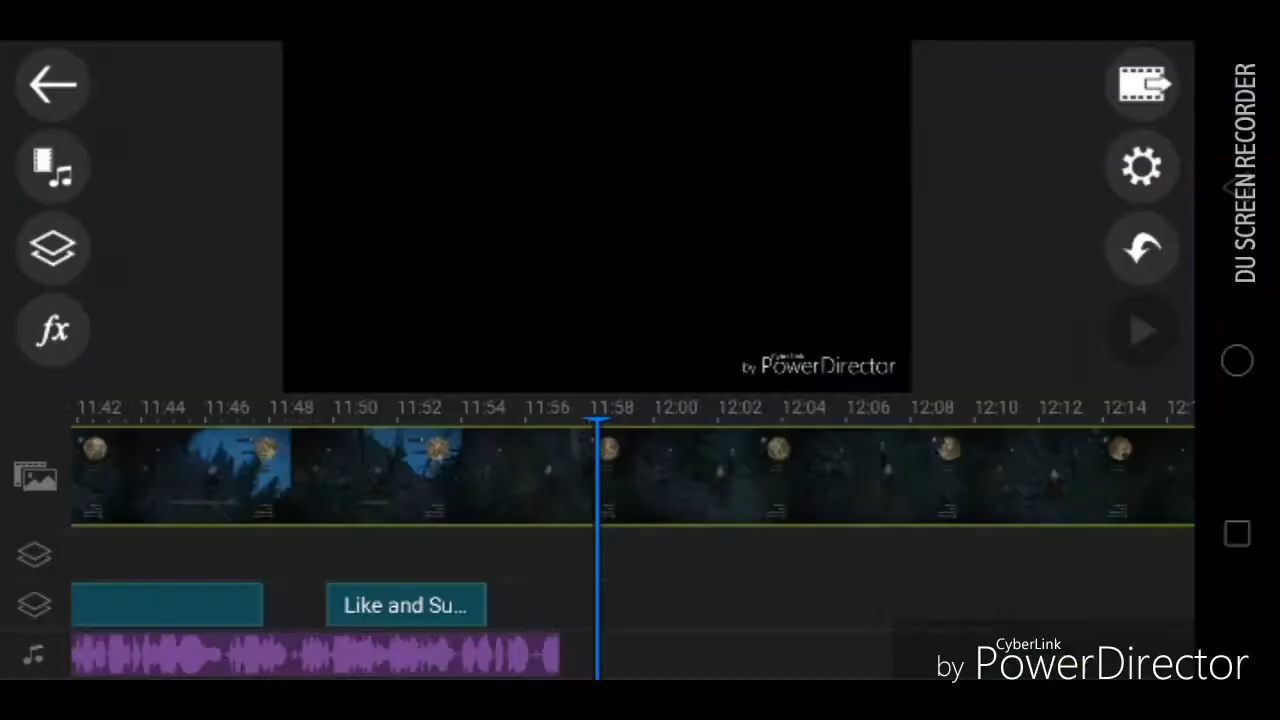 DU SCREEN RECORDER
fx
CyberLink
by PowerDirector
11:42 11:44 11:46 11:48 11:50 11:52 11:54 11:56 11:58 12:00 12:02 12:04 12:06 12:08 12:10 12:12 12:14
Like and Su...
CyberLink
by PowerDirector